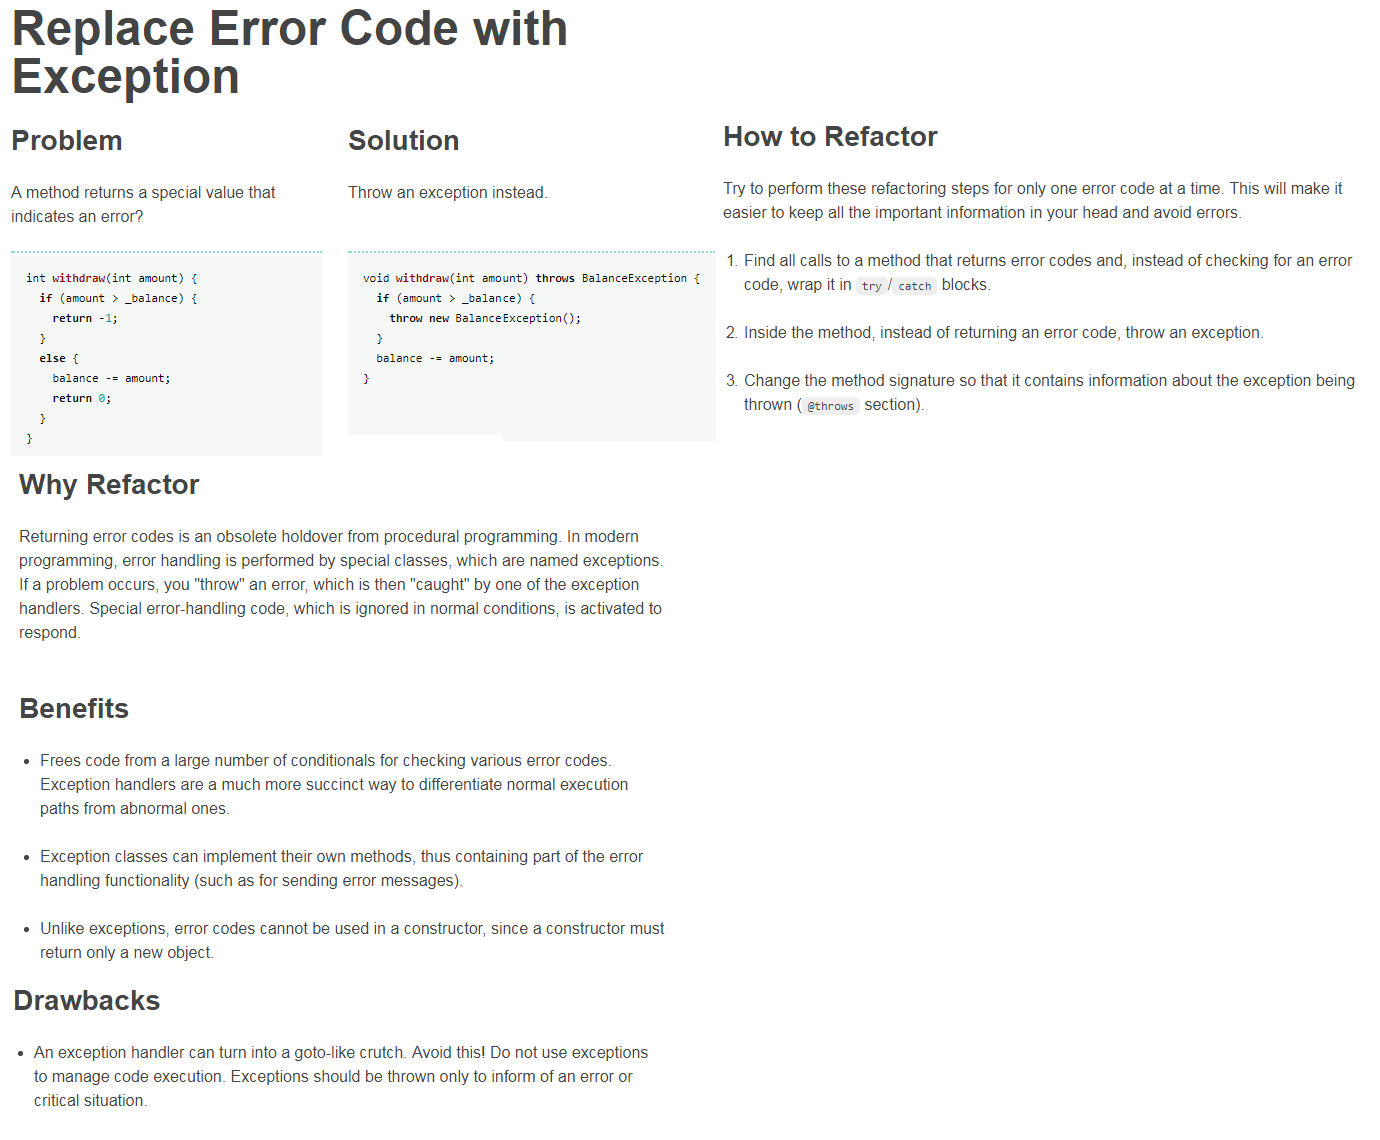 Replace Error Code with
Exception
Problem
A method returns a special value that
indicates an error?
int withdraw(int amount) {
  if (amount > _balance) {
    return -1;
  }
  else {
    balance -= amount;
    return 0;
  }
}
Solution
Throw an exception instead.
void withdraw(int amount) throws BalanceException {
  if (amount > _balance) {
    throw new BalanceException();
  }
  balance -= amount;
}
How to Refactor
Try to perform these refactoring steps for only one error code at a time. This will make it
easier to keep all the important information in your head and avoid errors.
1. Find all calls to a method that returns error codes and, instead of checking for an error
code, wrap it in try / catch blocks.
2. Inside the method, instead of returning an error code, throw an exception.
3. Change the method signature so that it contains information about the exception being
thrown ( @throws section).
Why Refactor
Returning error codes is an obsolete holdover from procedural programming. In modern
programming, error handling is performed by special classes, which are named exceptions.
If a problem occurs, you "throw" an error, which is then "caught" by one of the exception
handlers. Special error-handling code, which is ignored in normal conditions, is activated to
respond.
Benefits
• Frees code from a large number of conditionals for checking various error codes.
Exception handlers are a much more succinct way to differentiate normal execution
paths from abnormal ones.
• Exception classes can implement their own methods, thus containing part of the error
handling functionality (such as for sending error messages).
• Unlike exceptions, error codes cannot be used in a constructor, since a constructor must
return only a new object.
Drawbacks
• An exception handler can turn into a goto-like crutch. Avoid this! Do not use exceptions
to manage code execution. Exceptions should be thrown only to inform of an error or
critical situation.